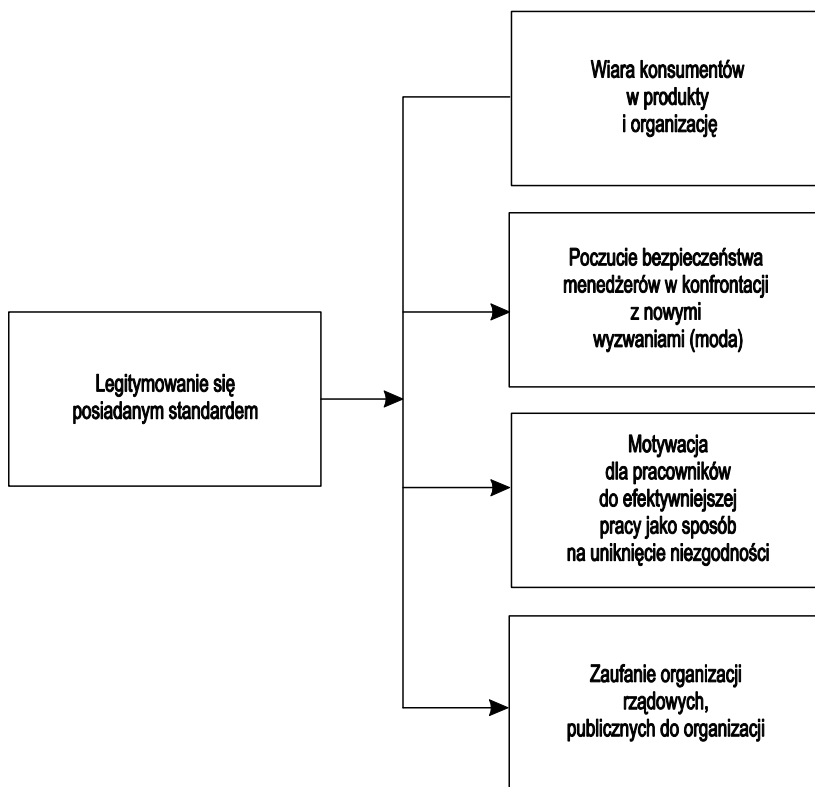 Wiara konsumentów
w produkty
i organizację
Poczucie bezpieczeństwa
menedżerów w konfrontacji
z nowymi
wyzwaniami (moda)
Legitymowanie się
posiadanym standardem
Motywacja
dla pracowników
do efektywniejszej
pracy jako sposób
na uniknięcie niezgodności
Zaufanie organizacji
rządowych,
publicznych do organizacji